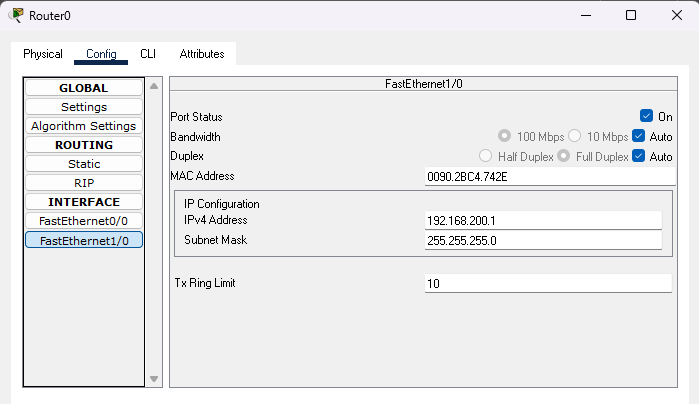 Router0
Physical Config CLI Attributes
GLOBAL
Settings
Algorithm Settings
ROUTING
Static
RIP
INTERFACE
FastEthernet0/0
FastEthernet1/0
FastEthernet1/0
Port Status On
Bandwidth 100 Mbps 10 Mbps Auto
Duplex Half Duplex Full Duplex Auto
MAC Address 0090.2BC4.742E
IP Configuration
IPv4 Address 192.168.200.1
Subnet Mask 255.255.255.0
Tx Ring Limit 10